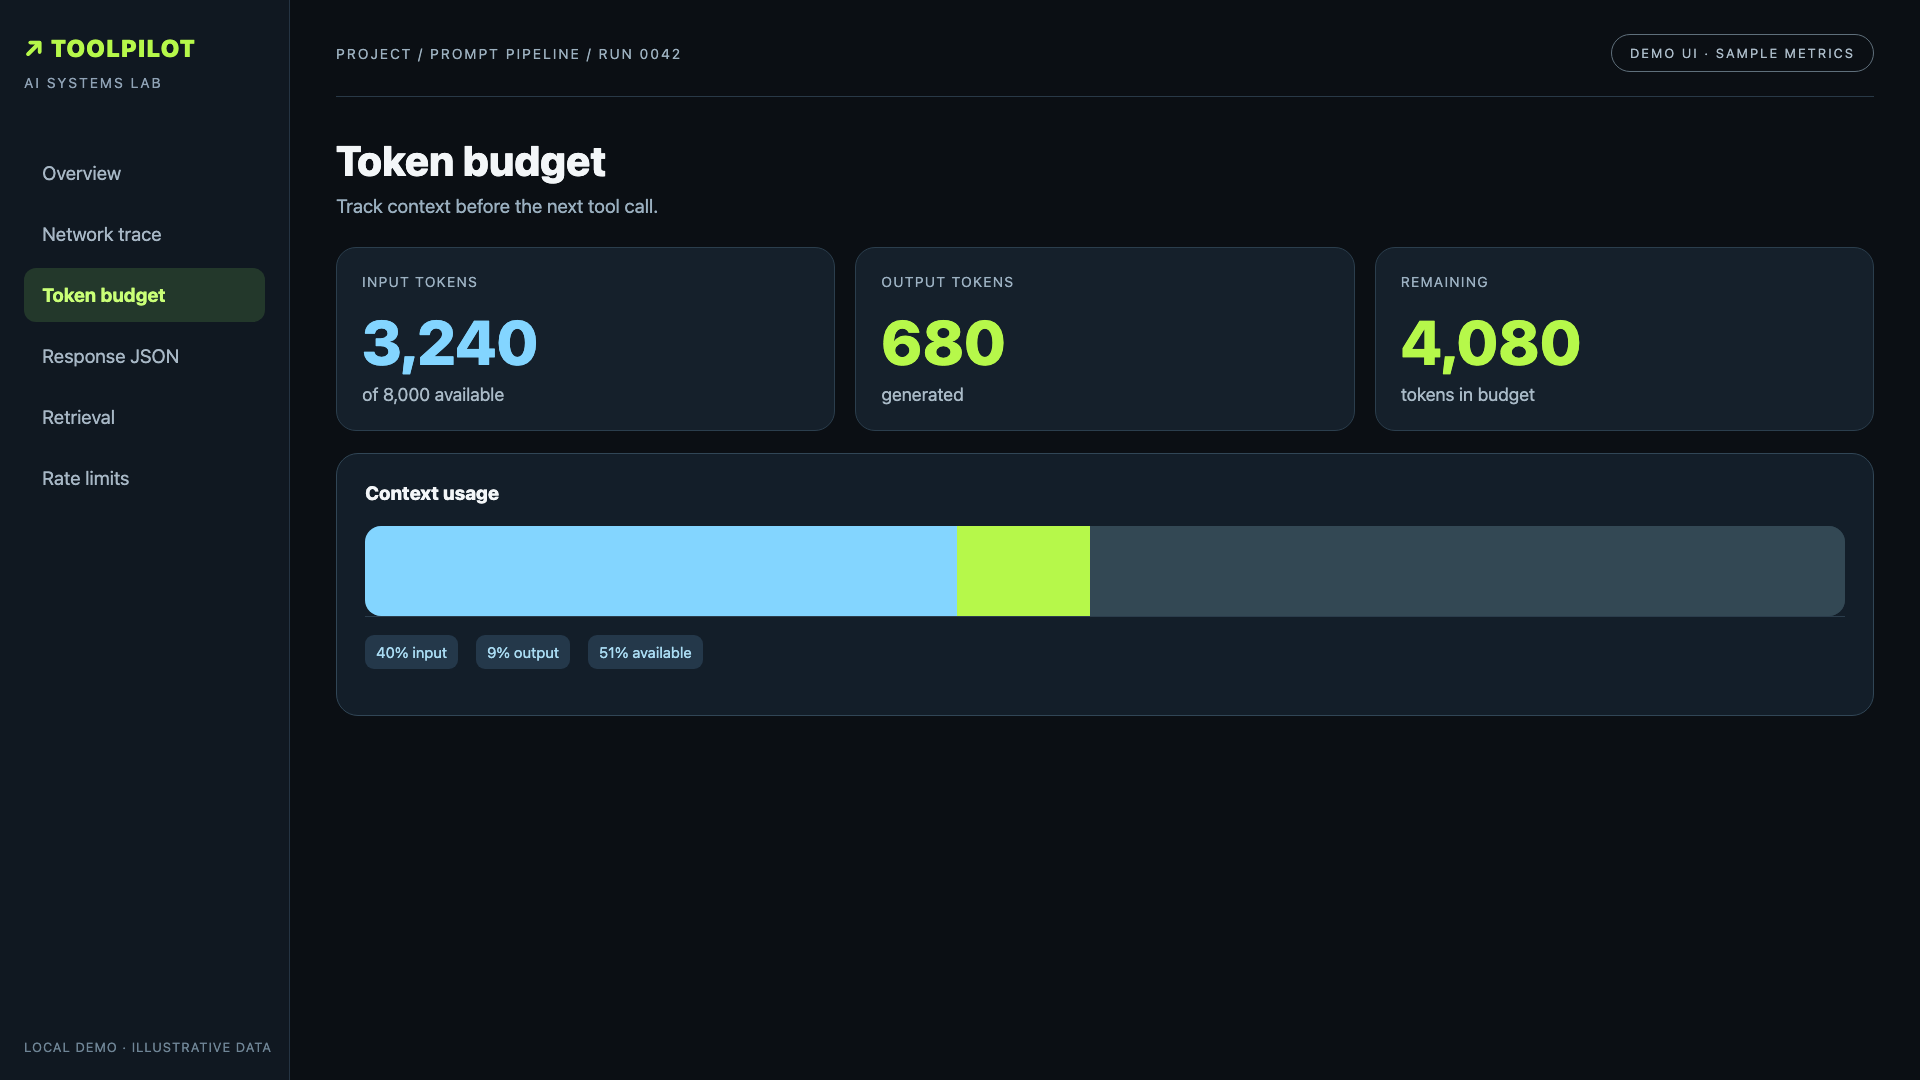 TOOLPILOT
AI SYSTEMS LAB
Overview
Network trace
Token budget
Response JSON
Retrieval
Rate limits
LOCAL DEMO · ILLUSTRATIVE DATA
PROJECT / PROMPT PIPELINE / RUN 0042
DEMO UI · SAMPLE METRICS
Token budget
Track context before the next tool call.
INPUT TOKENS
3,240
of 8,000 available
OUTPUT TOKENS
680
generated
REMAINING
4,080
tokens in budget
Context usage
40% input
9% output
51% available